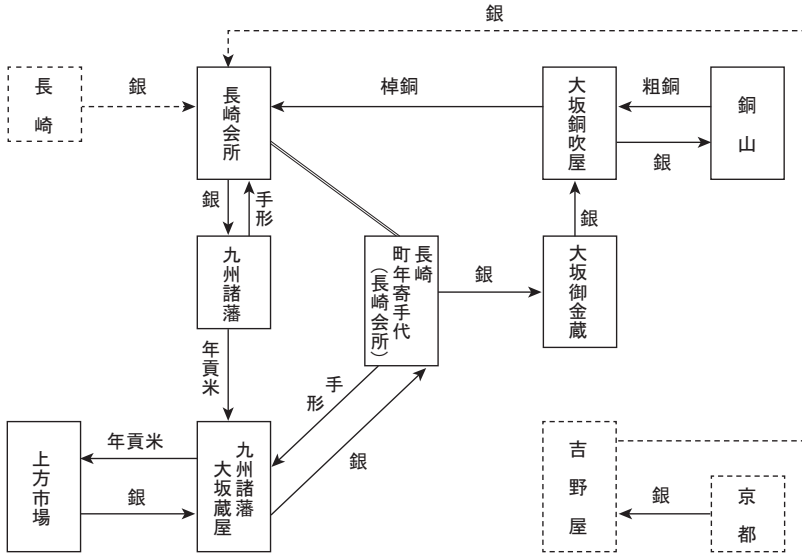 銀
長崎
銀
長崎会所
棹銅
大坂銅吹屋
粗銅
銀
銅山
銀
手形
銀
九州諸藩
長崎
町年寄手代
（長崎会所）
銀
大坂御金蔵
年貢米
手形
銀
上方市場
年貢米
銀
九州諸藩
大坂蔵屋
吉野屋
銀
京都